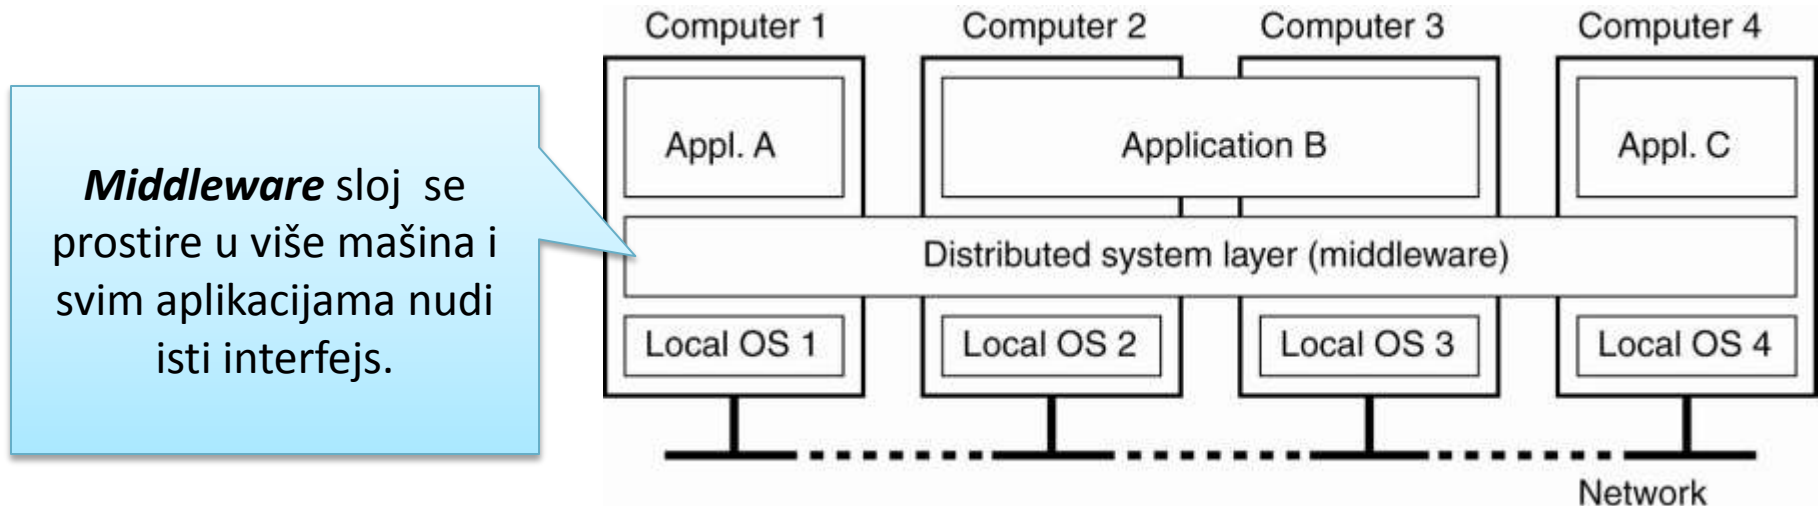 Computer 1 Computer 2 Computer 3 Computer 4
Middleware sloj se
prostire u više mašina i
svim aplikacijama nudi
isti interfejs.
Appl. A Application B Appl. C
Distributed system layer (middleware)
Local OS 1 Local OS 2 Local OS 3 Local OS 4
Network